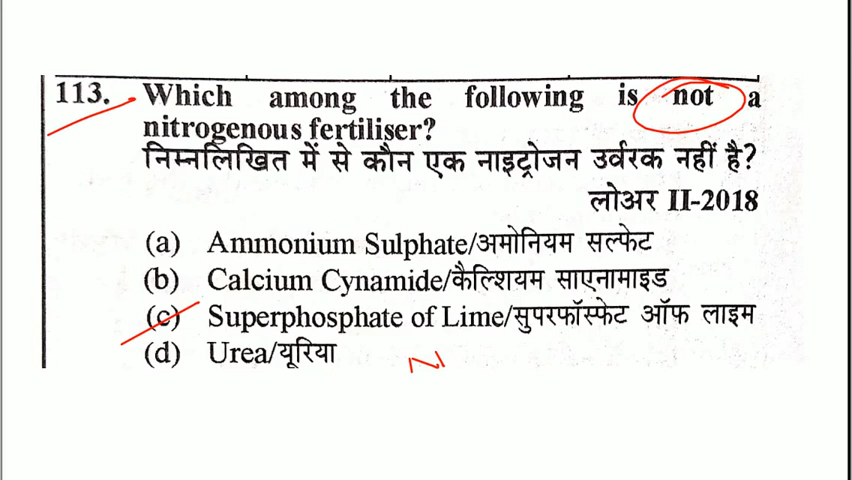 113. Which among the following is not a
nitrogenous fertiliser?
निम्नलिखित में से कौन एक नाइट्रोजन उर्वरक नहीं है?
लोअर II-2018
(a) Ammonium Sulphate/अमोनियम सल्फेट
(b) Calcium Cynamide/कैल्शियम साएनामाइड
(c) Superphosphate of Lime/सुपरफॉस्फेट ऑफ लाइम
(d) Urea/यूरिया
N